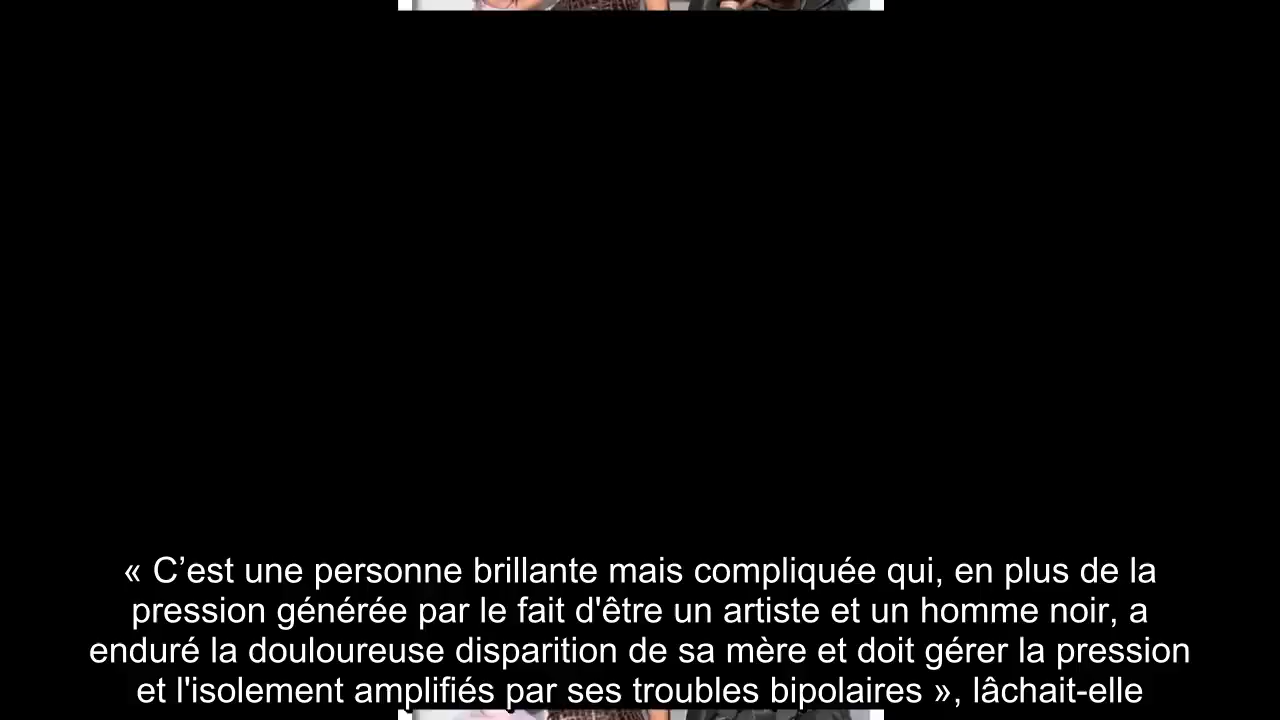 « C’est une personne brillante mais compliquée qui, en plus de la
pression générée par le fait d'être un artiste et un homme noir, a
enduré la douloureuse disparition de sa mère et doit gérer la pression
et l'isolement amplifiés par ses troubles bipolaires », lâchait-elle